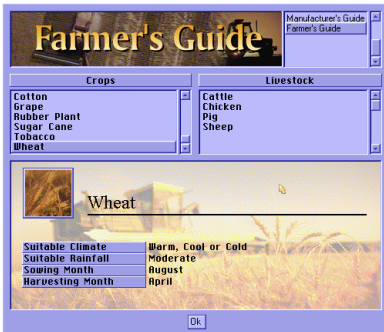 Farmer's Guide
Manufacturer's Guide
Farmer's Guide
Crops
Livestock
Cotton
Grape
Rubber Plant
Sugar Cane
Tobacco
Wheat
Cattle
Chicken
Pig
Sheep
Wheat
Suitable Climate Warm, Cool or Cold
Suitable Rainfall Moderate
Sowing Month August
Harvesting Month April
Ok